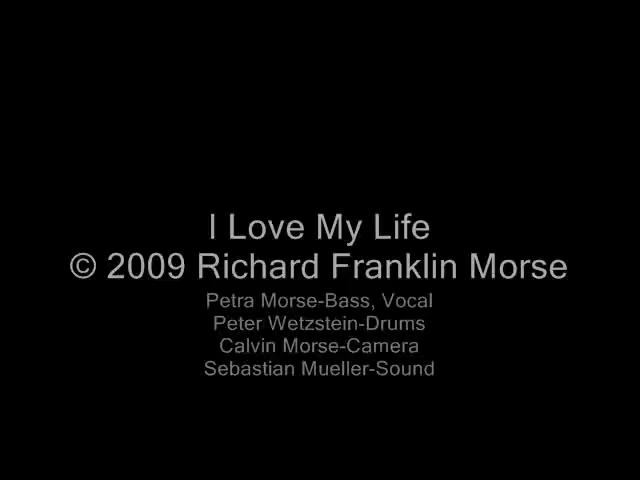 I Love My Life
© 2009 Richard Franklin Morse
Petra Morse-Bass, Vocal
Peter Wetzstein-Drums
Calvin Morse-Camera
Sebastian Mueller-Sound